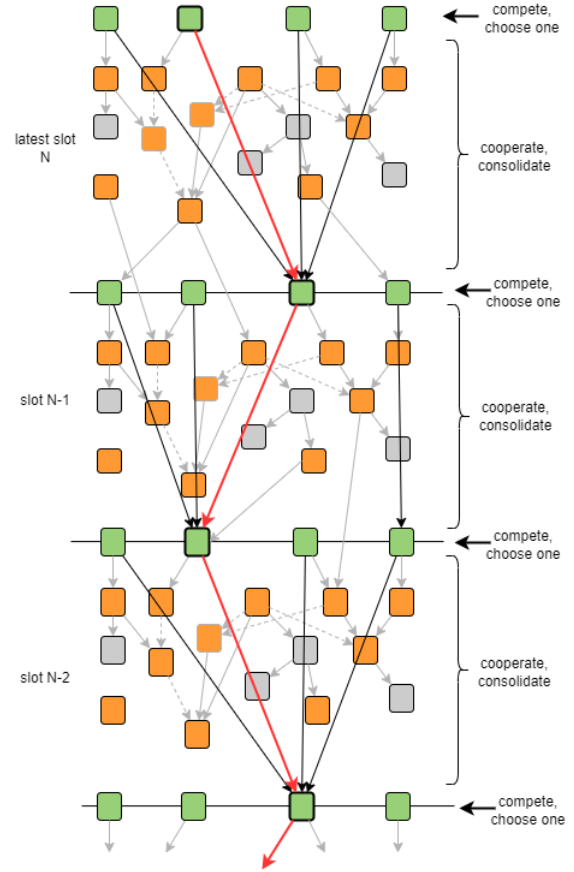 compete,
choose one
latest slot
N
cooperate,
consolidate
compete,
choose one
slot N-1
cooperate,
consolidate
compete,
choose one
slot N-2
cooperate,
consolidate
compete,
choose one